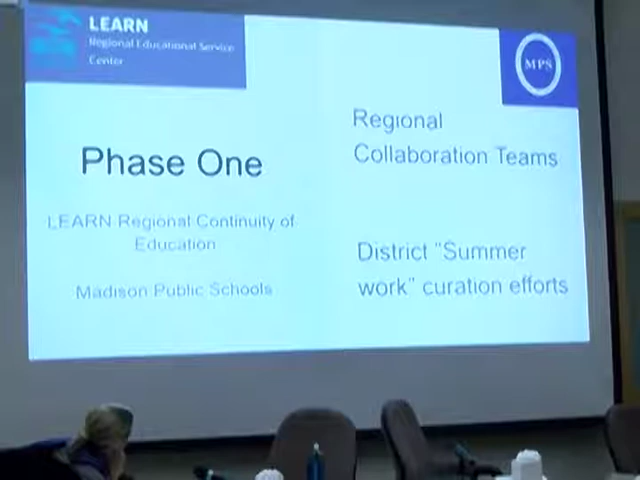 LEARN
Regional Educational Service
Center
MPS
Phase One
LEARN Regional Continuity of
Education
Madison Public Schools
Regional
Collaboration Teams
District "Summer
work" curation efforts